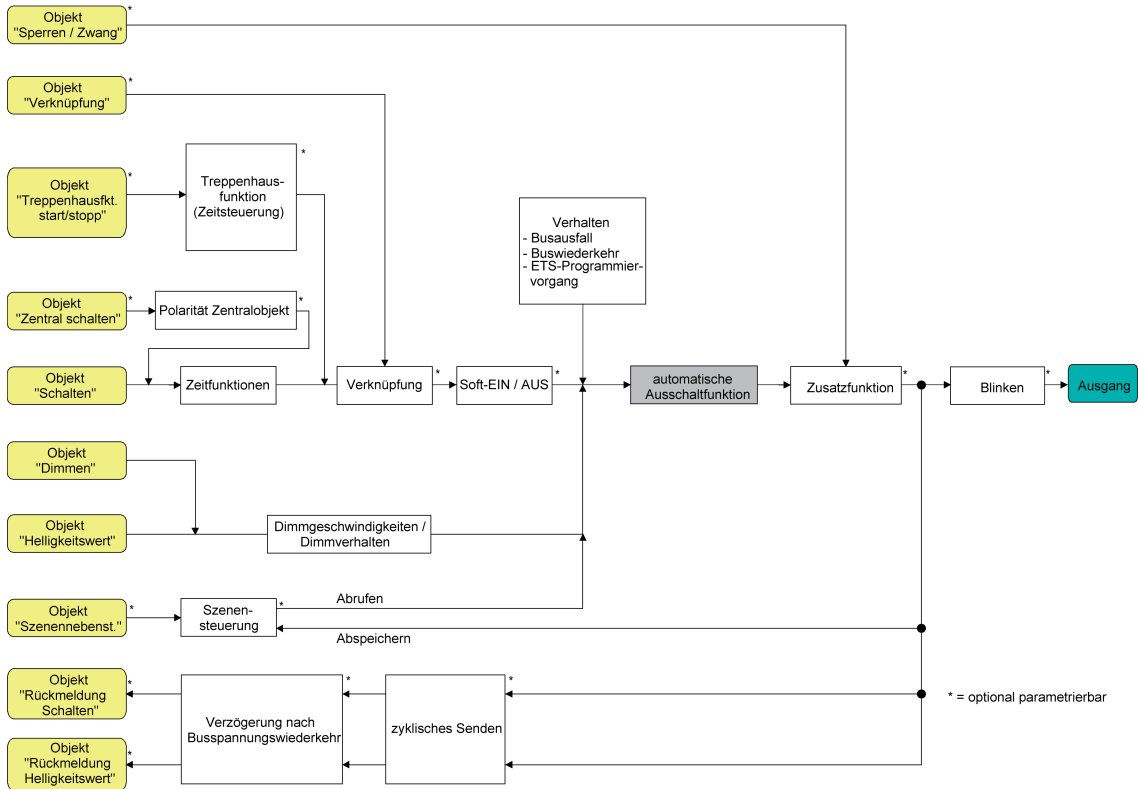 Objekt
"Sperren / Zwang"
*
Objekt
"Verknüpfung"
*
Objekt
"Treppenhausfkt.
start/stopp"
*
Treppenhaus-
funktion
(Zeitsteuerung)
*
Verhalten
- Busausfall
- Buswiederkehr
- ETS-Programmier-
vorgang
Objekt
"Zentral schalten"
*
Polarität Zentralobjekt
*
Objekt
"Schalten"
Zeitfunktionen
Verknüpfung
*
Soft-EIN / AUS
*
automatische
Ausschaltfunktion
Zusatzfunktion
*
Blinken
*
Ausgang
Objekt
"Dimmen"
Objekt
"Helligkeitswert"
Dimmgeschwindigkeiten /
Dimmverhalten
Objekt
"Szenennebenst."
*
Szenen-
steuerung
*
Abrufen
Abspeichern
Objekt
"Rückmeldung
Schalten"
*
Verzögerung nach
Busspannungswiederkehr
*
zyklisches Senden
*
* = optional parametrierbar
Objekt
"Rückmeldung
Helligkeitswert"
*